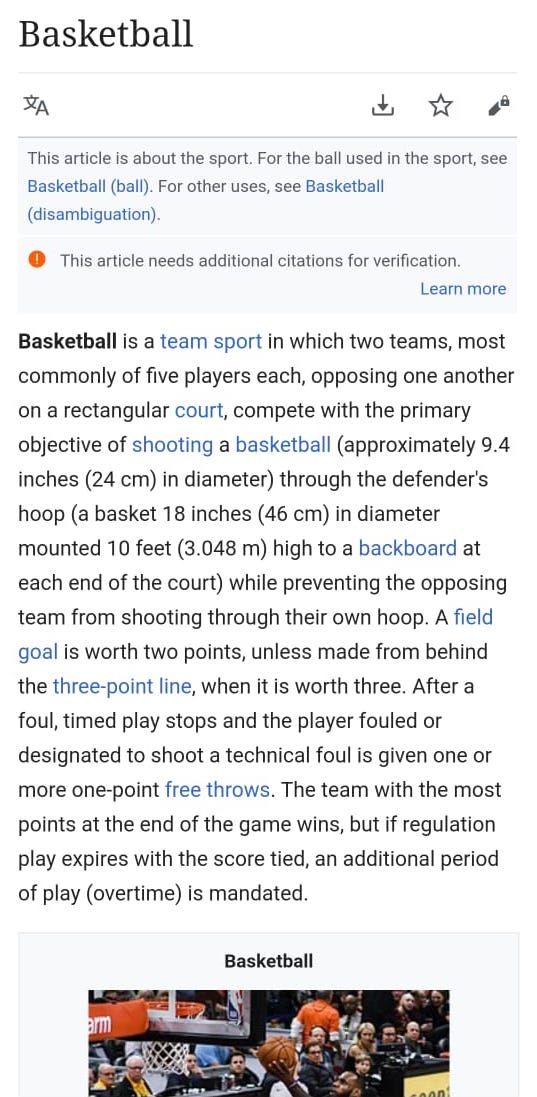 Basketball
This article is about the sport. For the ball used in the sport, see
Basketball (ball). For other uses, see Basketball
(disambiguation).
This article needs additional citations for verification.
Learn more
Basketball is a team sport in which two teams, most
commonly of five players each, opposing one another
on a rectangular court, compete with the primary
objective of shooting a basketball (approximately 9.4
inches (24 cm) in diameter) through the defender's
hoop (a basket 18 inches (46 cm) in diameter
mounted 10 feet (3.048 m) high to a backboard at
each end of the court) while preventing the opposing
team from shooting through their own hoop. A field
goal is worth two points, unless made from behind
the three-point line, when it is worth three. After a
foul, timed play stops and the player fouled or
designated to shoot a technical foul is given one or
more one-point free throws. The team with the most
points at the end of the game wins, but if regulation
play expires with the score tied, an additional period
of play (overtime) is mandated.
Basketball
arm